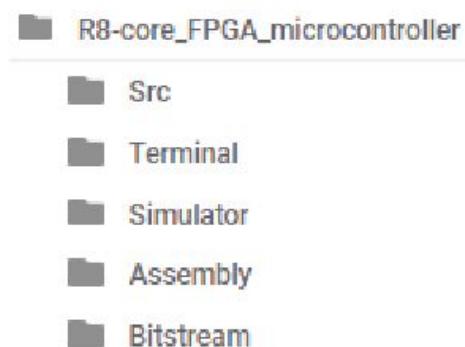 R8-core_FPGA_microcontroller
Src
Terminal
Simulator
Assembly
Bitstream